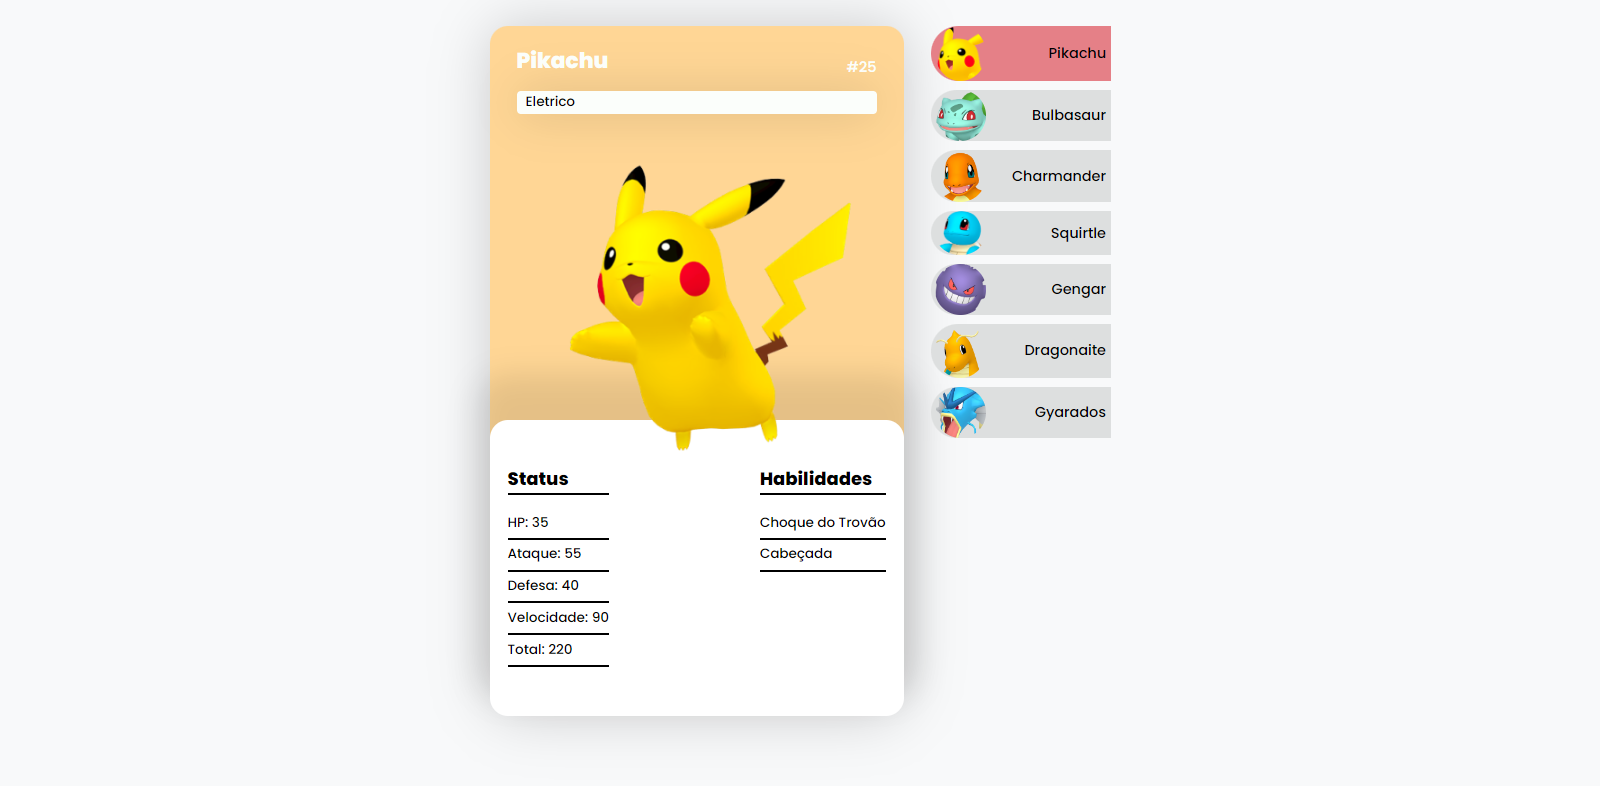 Pikachu
#25
Eletrico
Status
HP: 35
Ataque: 55
Defesa: 40
Velocidade: 90
Total: 220
Habilidades
Choque do Trovão
Cabeçada
Pikachu
Bulbasaur
Charmander
Squirtle
Gengar
Dragonaite
Gyarados